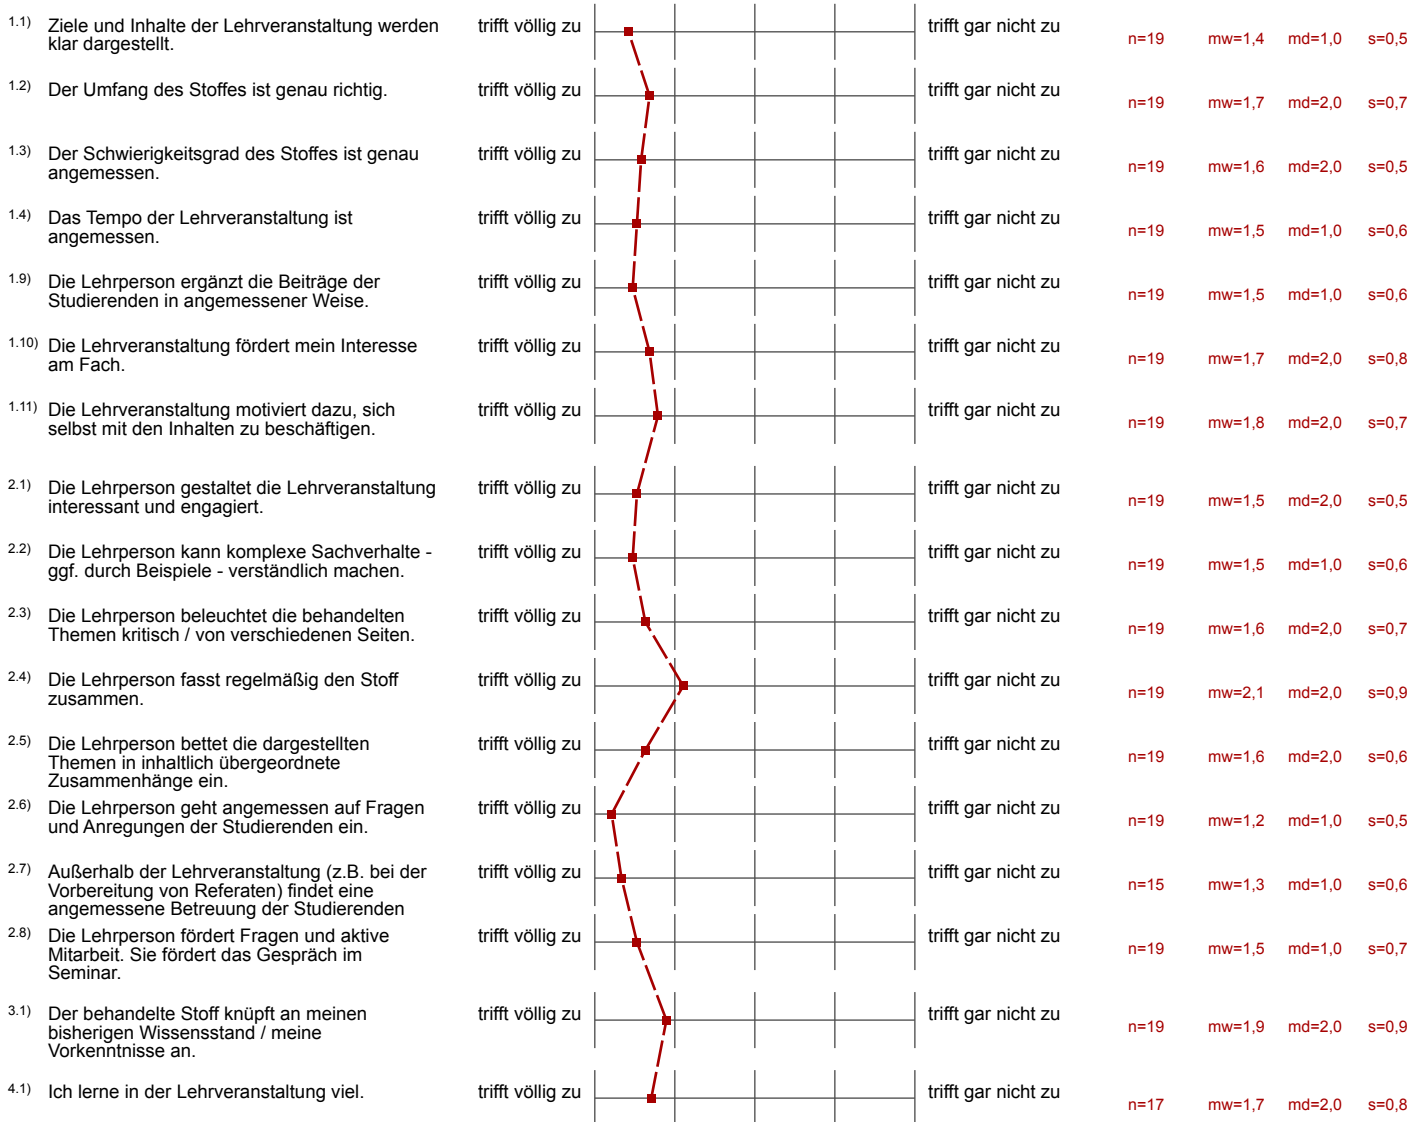 1.1) Ziele und Inhalte der Lehrveranstaltung werden klar dargestellt. trifft völlig zu trifft gar nicht zu n=19 mw=1,4 md=1,0 s=0,5
1.2) Der Umfang des Stoffes ist genau richtig. trifft völlig zu trifft gar nicht zu n=19 mw=1,7 md=2,0 s=0,7
1.3) Der Schwierigkeitsgrad des Stoffes ist genau angemessen. trifft völlig zu trifft gar nicht zu n=19 mw=1,6 md=2,0 s=0,5
1.4) Das Tempo der Lehrveranstaltung ist angemessen. trifft völlig zu trifft gar nicht zu n=19 mw=1,5 md=1,0 s=0,6
1.9) Die Lehrperson ergänzt die Beiträge der Studierenden in angemessener Weise. trifft völlig zu trifft gar nicht zu n=19 mw=1,5 md=1,0 s=0,6
1.10) Die Lehrveranstaltung fördert mein Interesse am Fach. trifft völlig zu trifft gar nicht zu n=19 mw=1,7 md=2,0 s=0,8
1.11) Die Lehrveranstaltung motiviert dazu, sich selbst mit den Inhalten zu beschäftigen. trifft völlig zu trifft gar nicht zu n=19 mw=1,8 md=2,0 s=0,7
2.1) Die Lehrperson gestaltet die Lehrveranstaltung interessant und engagiert. trifft völlig zu trifft gar nicht zu n=19 mw=1,5 md=2,0 s=0,5
2.2) Die Lehrperson kann komplexe Sachverhalte - ggf. durch Beispiele - verständlich machen. trifft völlig zu trifft gar nicht zu n=19 mw=1,5 md=1,0 s=0,6
2.3) Die Lehrperson beleuchtet die behandelten Themen kritisch / von verschiedenen Seiten. trifft völlig zu trifft gar nicht zu n=19 mw=1,6 md=2,0 s=0,7
2.4) Die Lehrperson fasst regelmäßig den Stoff zusammen. trifft völlig zu trifft gar nicht zu n=19 mw=2,1 md=2,0 s=0,9
2.5) Die Lehrperson bettet die dargestellten Themen in inhaltlich übergeordnete Zusammenhänge ein. trifft völlig zu trifft gar nicht zu n=19 mw=1,6 md=2,0 s=0,6
2.6) Die Lehrperson geht angemessen auf Fragen und Anregungen der Studierenden ein. trifft völlig zu trifft gar nicht zu n=19 mw=1,2 md=1,0 s=0,5
2.7) Außerhalb der Lehrveranstaltung (z.B. bei der Vorbereitung von Referaten) findet eine angemessene Betreuung der Studierenden trifft völlig zu trifft gar nicht zu n=15 mw=1,3 md=1,0 s=0,6
2.8) Die Lehrperson fördert Fragen und aktive Mitarbeit. Sie fördert das Gespräch im Seminar. trifft völlig zu trifft gar nicht zu n=19 mw=1,5 md=1,0 s=0,7
3.1) Der behandelte Stoff knüpft an meinen bisherigen Wissensstand / meine Vorkenntnisse an. trifft völlig zu trifft gar nicht zu n=19 mw=1,9 md=2,0 s=0,9
4.1) Ich lerne in der Lehrveranstaltung viel. trifft völlig zu trifft gar nicht zu n=17 mw=1,7 md=2,0 s=0,8